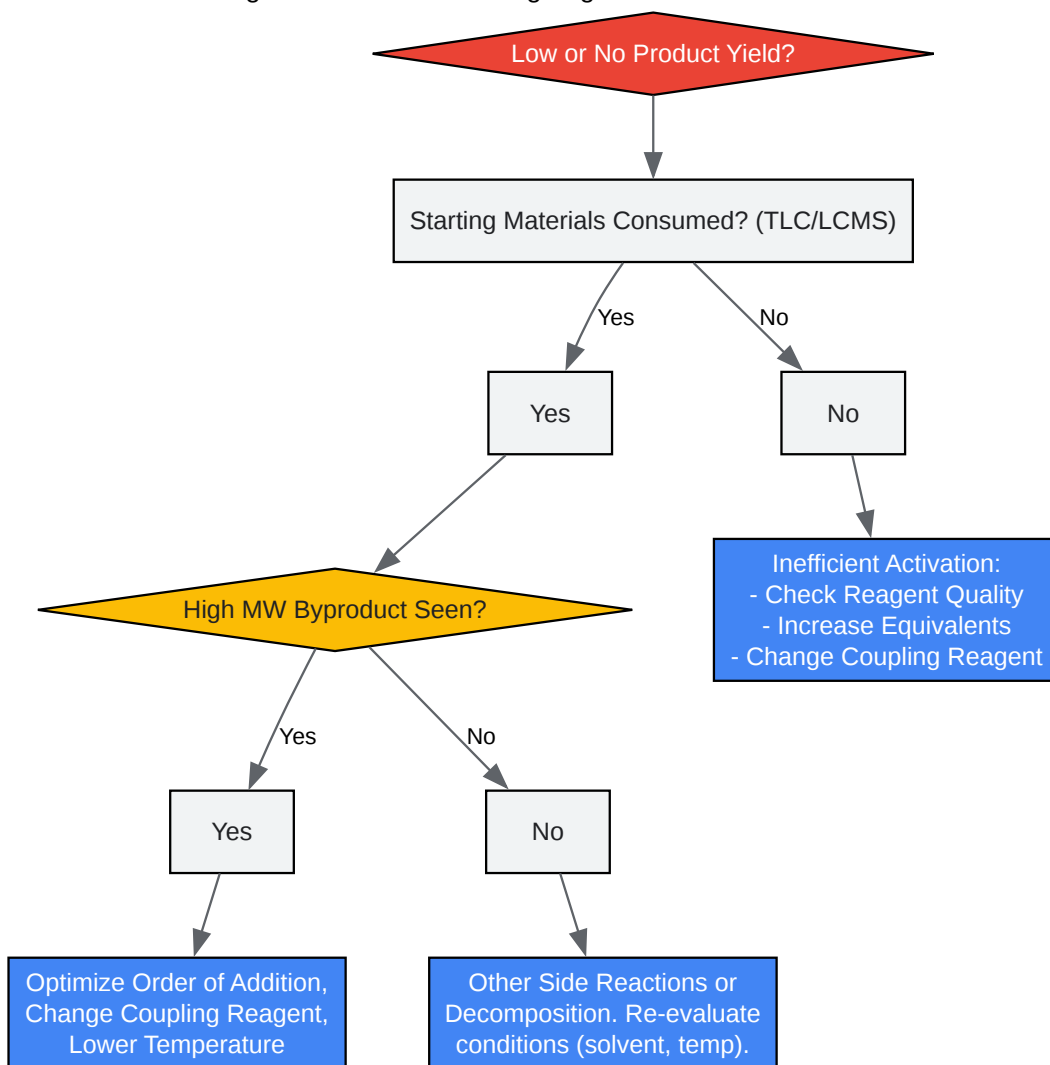 Low or No Product Yield?
Starting Materials Consumed? (TLC/LCMS)
Yes
No
Yes
No
Inefficient Activation:
- Check Reagent Quality
- Increase Equivalents
- Change Coupling Reagent
High MW Byproduct Seen?
Yes
No
Yes
No
Optimize Order of Addition,
Change Coupling Reagent,
Lower Temperature
Other Side Reactions or
Decomposition. Re-evaluate
conditions (solvent, temp).